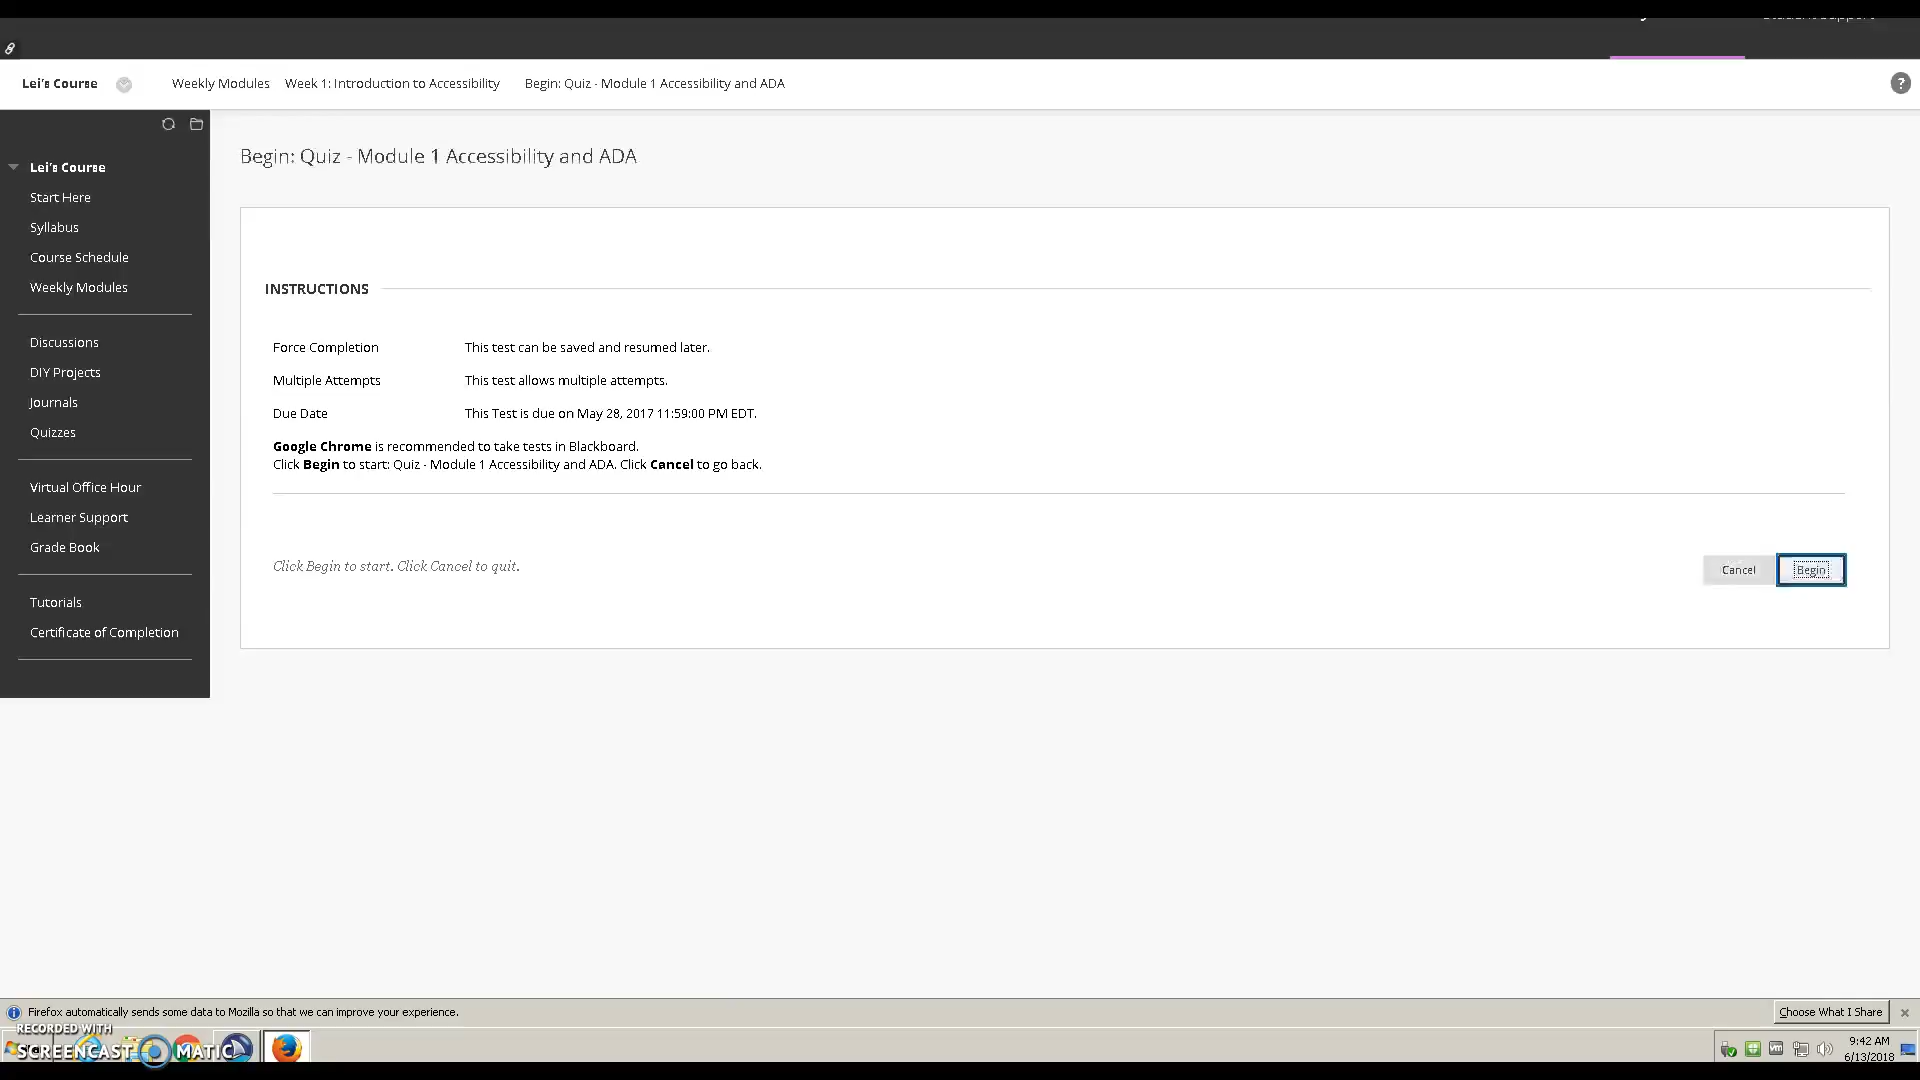 Lei's Course
Weekly Modules
Week 1: Introduction to Accessibility
Begin: Quiz - Module 1 Accessibility and ADA
?
Lei's Course
Start Here
Syllabus
Course Schedule
Weekly Modules
Discussions
DIY Projects
Journals
Quizzes
Virtual Office Hour
Learner Support
Grade Book
Tutorials
Certificate of Completion
Begin: Quiz - Module 1 Accessibility and ADA
INSTRUCTIONS
Force Completion This test can be saved and resumed later.
Multiple Attempts This test allows multiple attempts.
Due Date This Test is due on May 28, 2017 11:59:00 PM EDT.
Google Chrome is recommended to take tests in Blackboard.
Click Begin to start: Quiz - Module 1 Accessibility and ADA. Click Cancel to go back.
Click Begin to start. Click Cancel to quit.
Cancel
Begin
Firefox automatically sends some data to Mozilla so that we can improve your experience.
Choose What I Share
RECORDED WITH
SCREENCAST MATIC
9:42 AM
6/13/2018